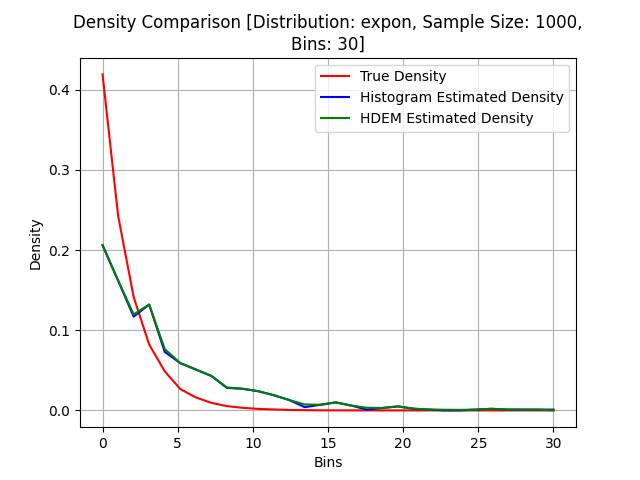 Density Comparison [Distribution: expon, Sample Size: 1000,
Bins: 30]
True Density
Histogram Estimated Density
HDEM Estimated Density
Density
0.4
0.3
0.2
0.1
0.0
0 5 10 15 20 25 30
Bins